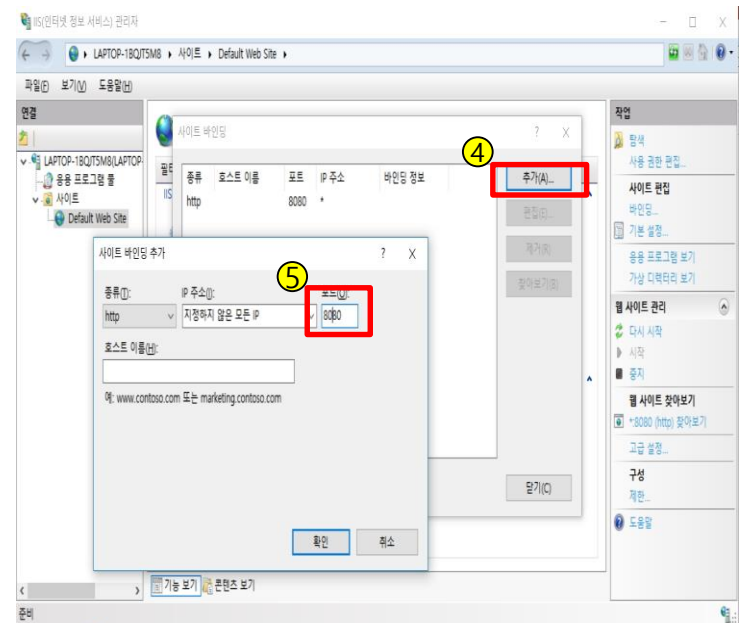 IIS(인터넷 정보 서비스) 관리자
LAPTOP-1BQJT5M8 ▸ 사이트 ▸ Default Web Site ▸
파일(F) 보기(V) 도움말(H)
연결
LAPTOP-1BQJT5M8(LAPTOP-
응용 프로그램 풀
사이트
Default Web Site
필터
IIS
사이트 바인딩
④
종류 호스트 이름 포트 IP 주소 바인딩 정보
http 8080 *
추가(A)...
편집(E)...
제거(R)
찾아보기(B)
닫기(C)
사이트 바인딩 추가
⑤
종류(T): IP 주소(I): 포트(O):
http 지정하지 않은 모든 IP 8080
호스트 이름(H):
예: www.contoso.com 또는 marketing.contoso.com
확인 취소
기능 보기 콘텐츠 보기
작업
탐색
사용 권한 편집...
사이트 편집
바인딩...
기본 설정...
응용 프로그램 보기
가상 디렉터리 보기
웹 사이트 관리
다시 시작
시작
중지
웹 사이트 찾아보기
*:8080 (http) 찾아보기
고급 설정...
구성
제한...
도움말
준비